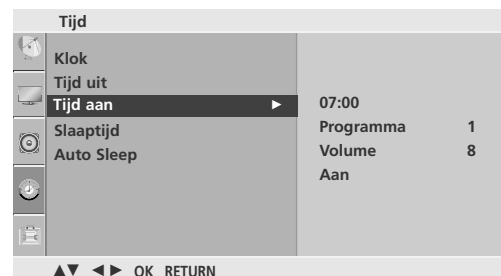 Tijd
Klok
Tijd uit
Tijd aan ►
Slaaptijd
Auto Sleep
07:00
Programma 1
Volume 8
Aan
▲▼ ◄► OK RETURN